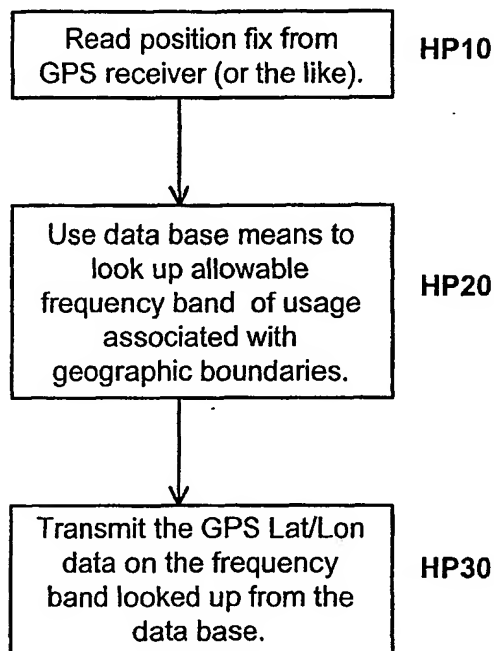 Read position fix from
GPS receiver (or the like).
HP10
Use data base means to
look up allowable
frequency band of usage
associated with
geographic boundaries.
HP20
Transmit the GPS Lat/Lon
data on the frequency
band looked up from the
data base.
HP30